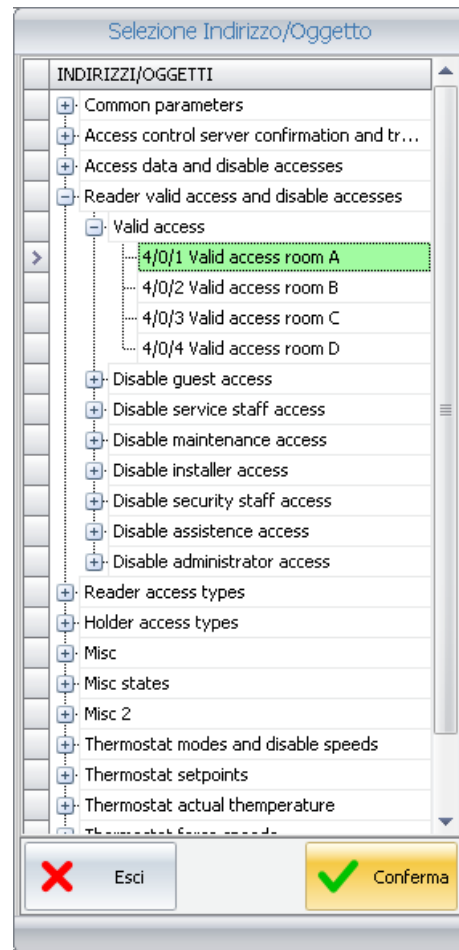 Selezione Indirizzo/Oggetto
INDIRIZZI/OGGETTI
Common parameters
Access control server confirmation and tr...
Access data and disable accesses
Reader valid access and disable accesses
Valid access
4/0/1 Valid access room A
4/0/2 Valid access room B
4/0/3 Valid access room C
4/0/4 Valid access room D
Disable guest access
Disable service staff access
Disable maintenance access
Disable installer access
Disable security staff access
Disable assistence access
Disable administrator access
Reader access types
Holder access types
Misc
Misc states
Misc 2
Thermostat modes and disable speeds
Thermostat setpoints
Thermostat actual themperature
Esci
Conferma